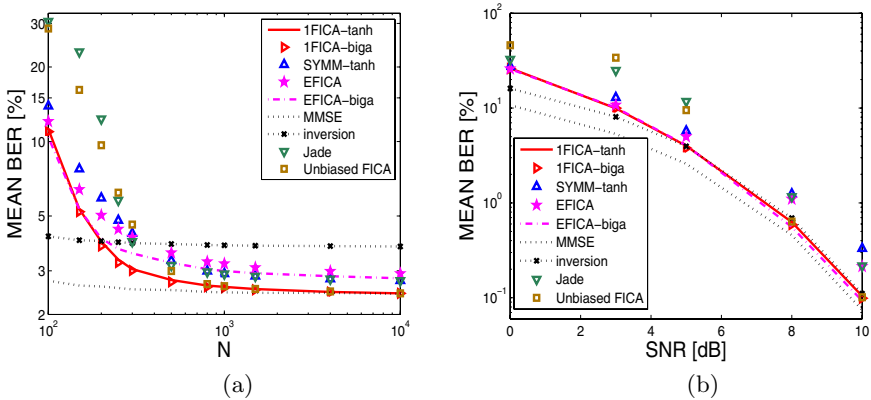 MEAN BER [%]
30
20
15
10
5
3
2
10^2
10^3
10^4
N
1FICA-tanh
1FICA-biga
SYMM-tanh
EFICA
EFICA-biga
MMSE
inversion
Jade
Unbiased FICA
(a)
MEAN BER [%]
10^2
10^1
10^0
10^-1
0
2
4
6
8
10
SNR [dB]
1FICA-tanh
1FICA-biga
SYMM-tanh
EFICA
EFICA-biga
MMSE
inversion
Jade
Unbiased FICA
(b)